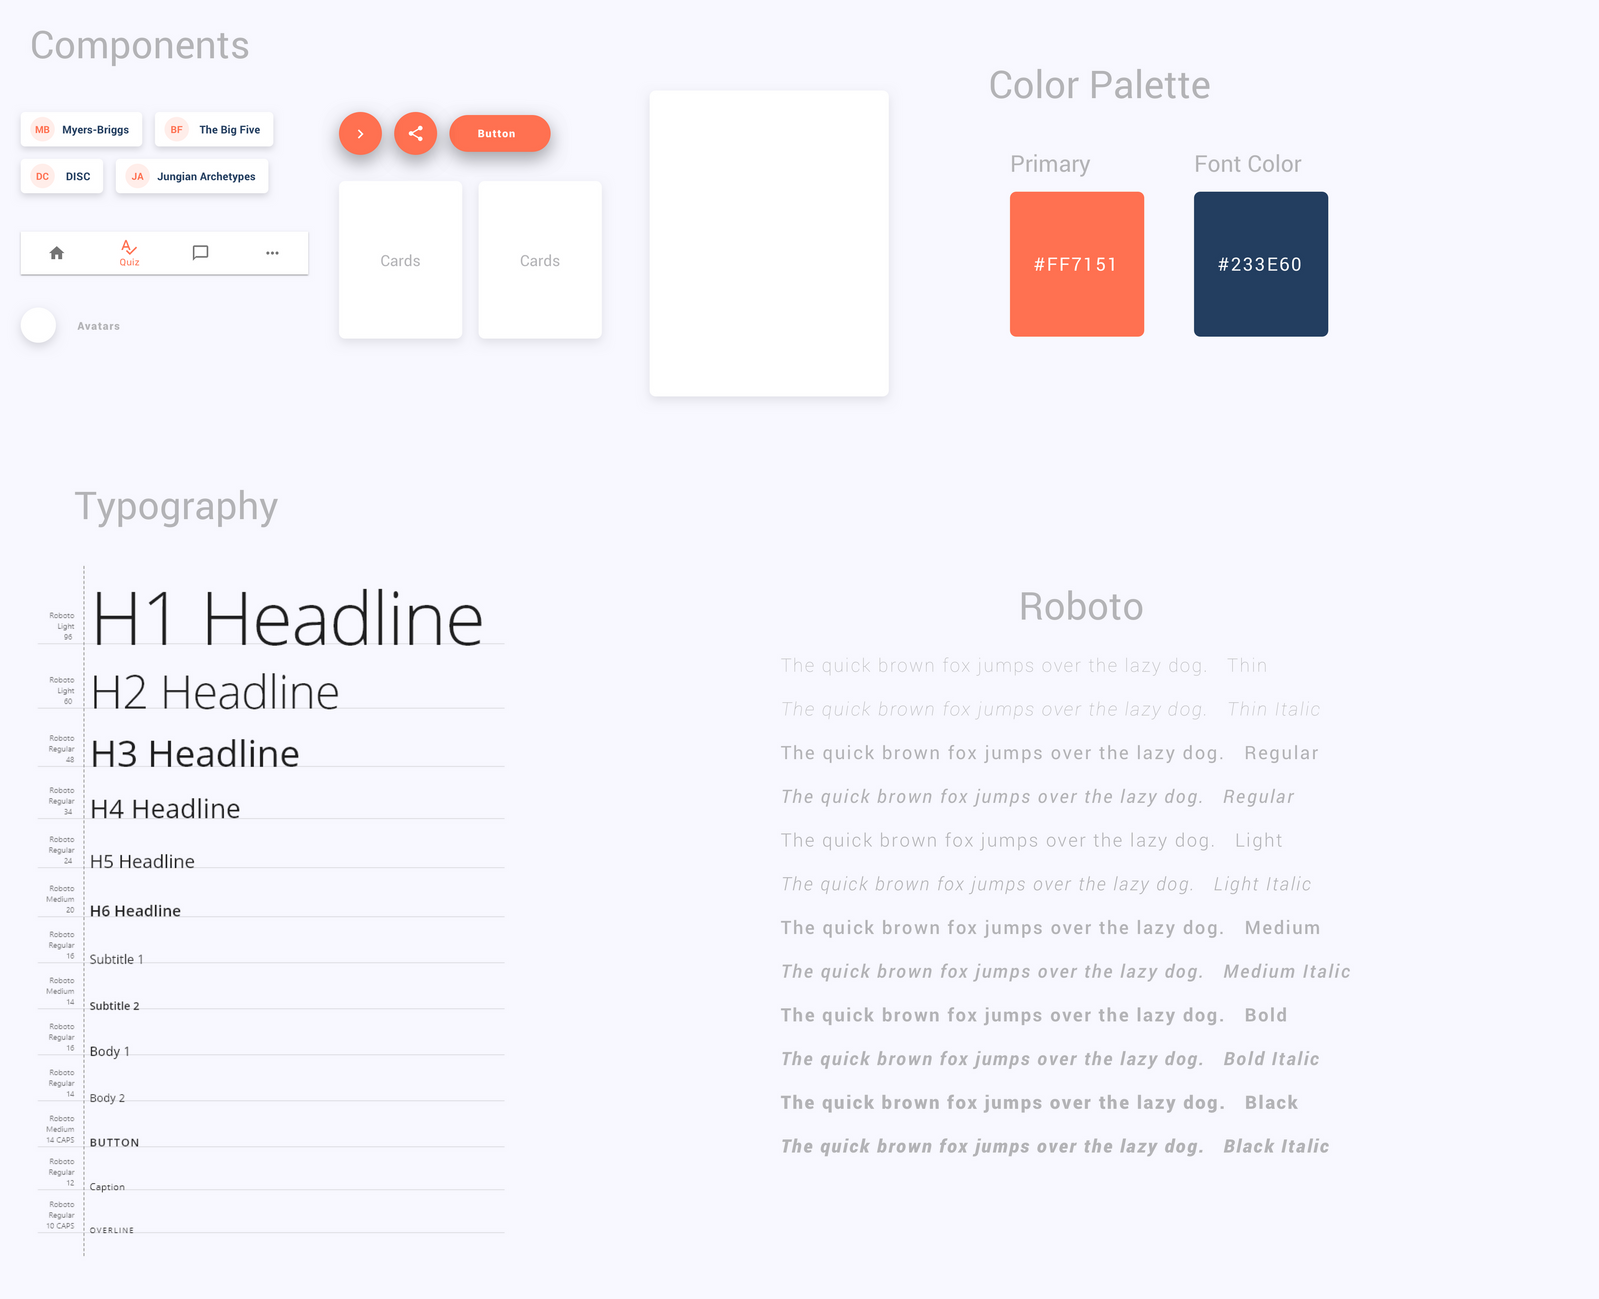 Components
MB Myers-Briggs
BF The Big Five
DC DISC
JA Jungian Archetypes
Quiz
Avatars
Button
Cards
Cards
Color Palette
Primary
Font Color
#FF7151
#233E60
Typography
Roboto
Light
96
H1 Headline
Roboto
Light
60
H2 Headline
Roboto
Regular
48
H3 Headline
Roboto
Regular
34
H4 Headline
Roboto
Regular
24
H5 Headline
Roboto
Medium
20
H6 Headline
Roboto
Regular
16
Subtitle 1
Roboto
Medium
14
Subtitle 2
Roboto
Regular
16
Body 1
Roboto
Regular
14
Body 2
Roboto
Medium
14 CAPS
BUTTON
Roboto
Regular
12
Caption
Roboto
Regular
10 CAPS
OVERLINE
Roboto
The quick brown fox jumps over the lazy dog. Thin
The quick brown fox jumps over the lazy dog. Thin Italic
The quick brown fox jumps over the lazy dog. Regular
The quick brown fox jumps over the lazy dog. Regular
The quick brown fox jumps over the lazy dog. Light
The quick brown fox jumps over the lazy dog. Light Italic
The quick brown fox jumps over the lazy dog. Medium
The quick brown fox jumps over the lazy dog. Medium Italic
The quick brown fox jumps over the lazy dog. Bold
The quick brown fox jumps over the lazy dog. Bold Italic
The quick brown fox jumps over the lazy dog. Black
The quick brown fox jumps over the lazy dog. Black Italic